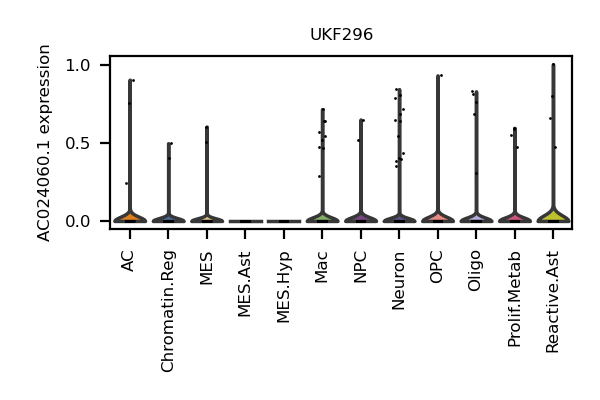 UKF296
AC024060.1 expression
1.0
0.5
0.0
AC
Chromatin.Reg
MES
MES.Ast
MES.Hyp
Mac
NPC
Neuron
OPC
Oligo
Prolif.Metab
Reactive.Ast